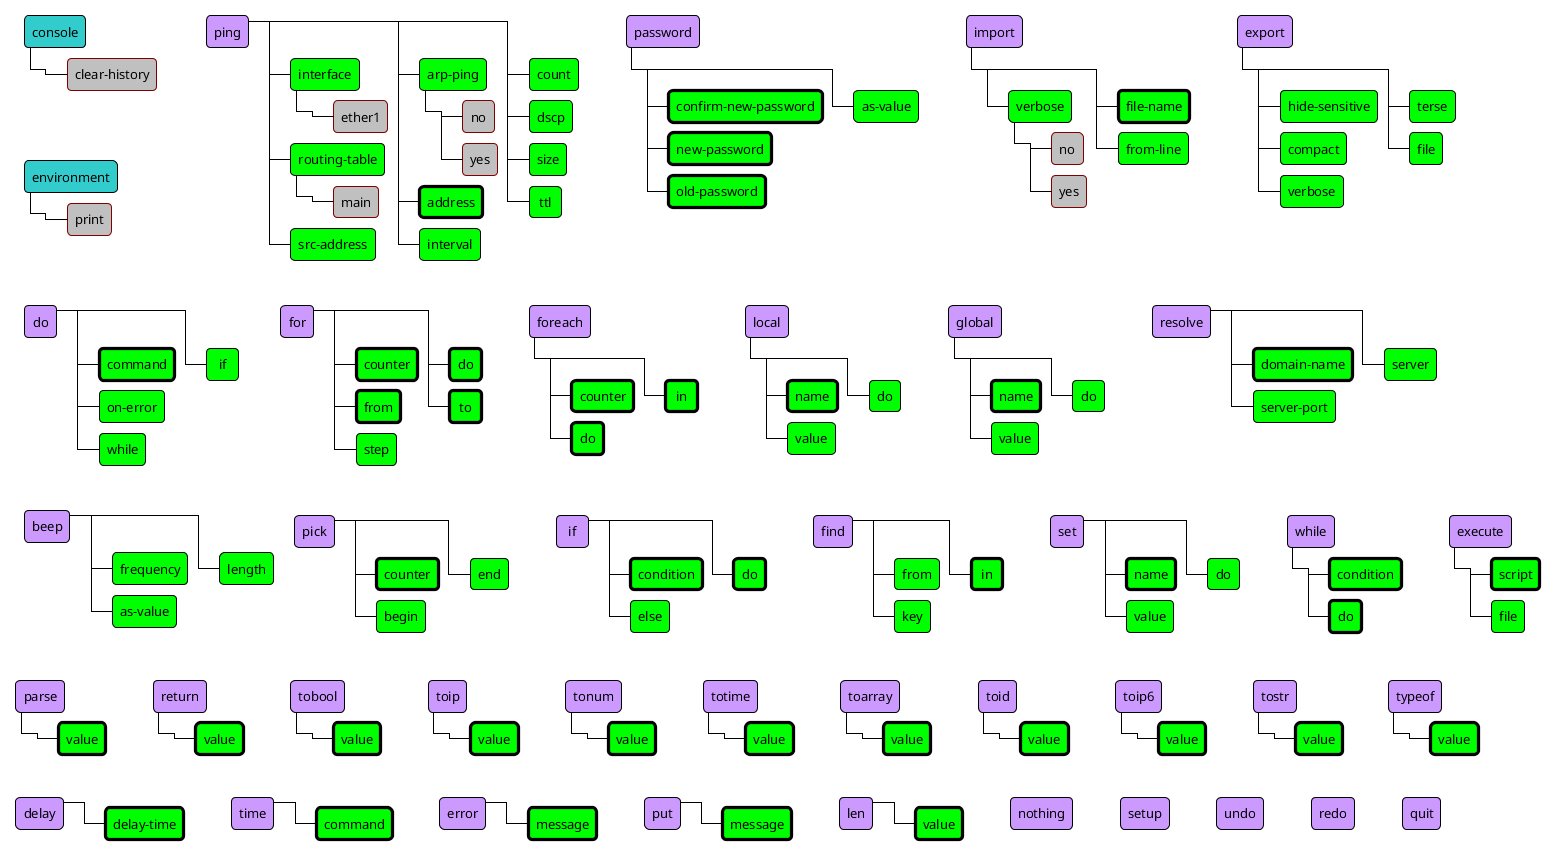 console
clear-history
environment
print
ping
interface
ether1
routing-table
main
src-address
arp-ping
no
yes
address
interval
count
dscp
size
ttl
password
confirm-new-password
new-password
old-password
as-value
import
verbose
no
yes
file-name
from-line
export
hide-sensitive
compact
verbose
terse
file
do
command
on-error
while
if
for
counter
from
step
do
to
foreach
counter
do
in
local
name
value
do
global
name
value
do
resolve
domain-name
server-port
server
beep
frequency
as-value
length
pick
counter
begin
end
if
condition
else
do
find
from
key
in
set
name
value
do
while
condition
do
execute
script
file
parse
value
return
value
tobool
value
toip
value
tonum
value
totime
value
toarray
value
toid
value
toip6
value
tostr
value
typeof
value
delay
delay-time
time
command
error
message
put
message
len
value
nothing
setup
undo
redo
quit